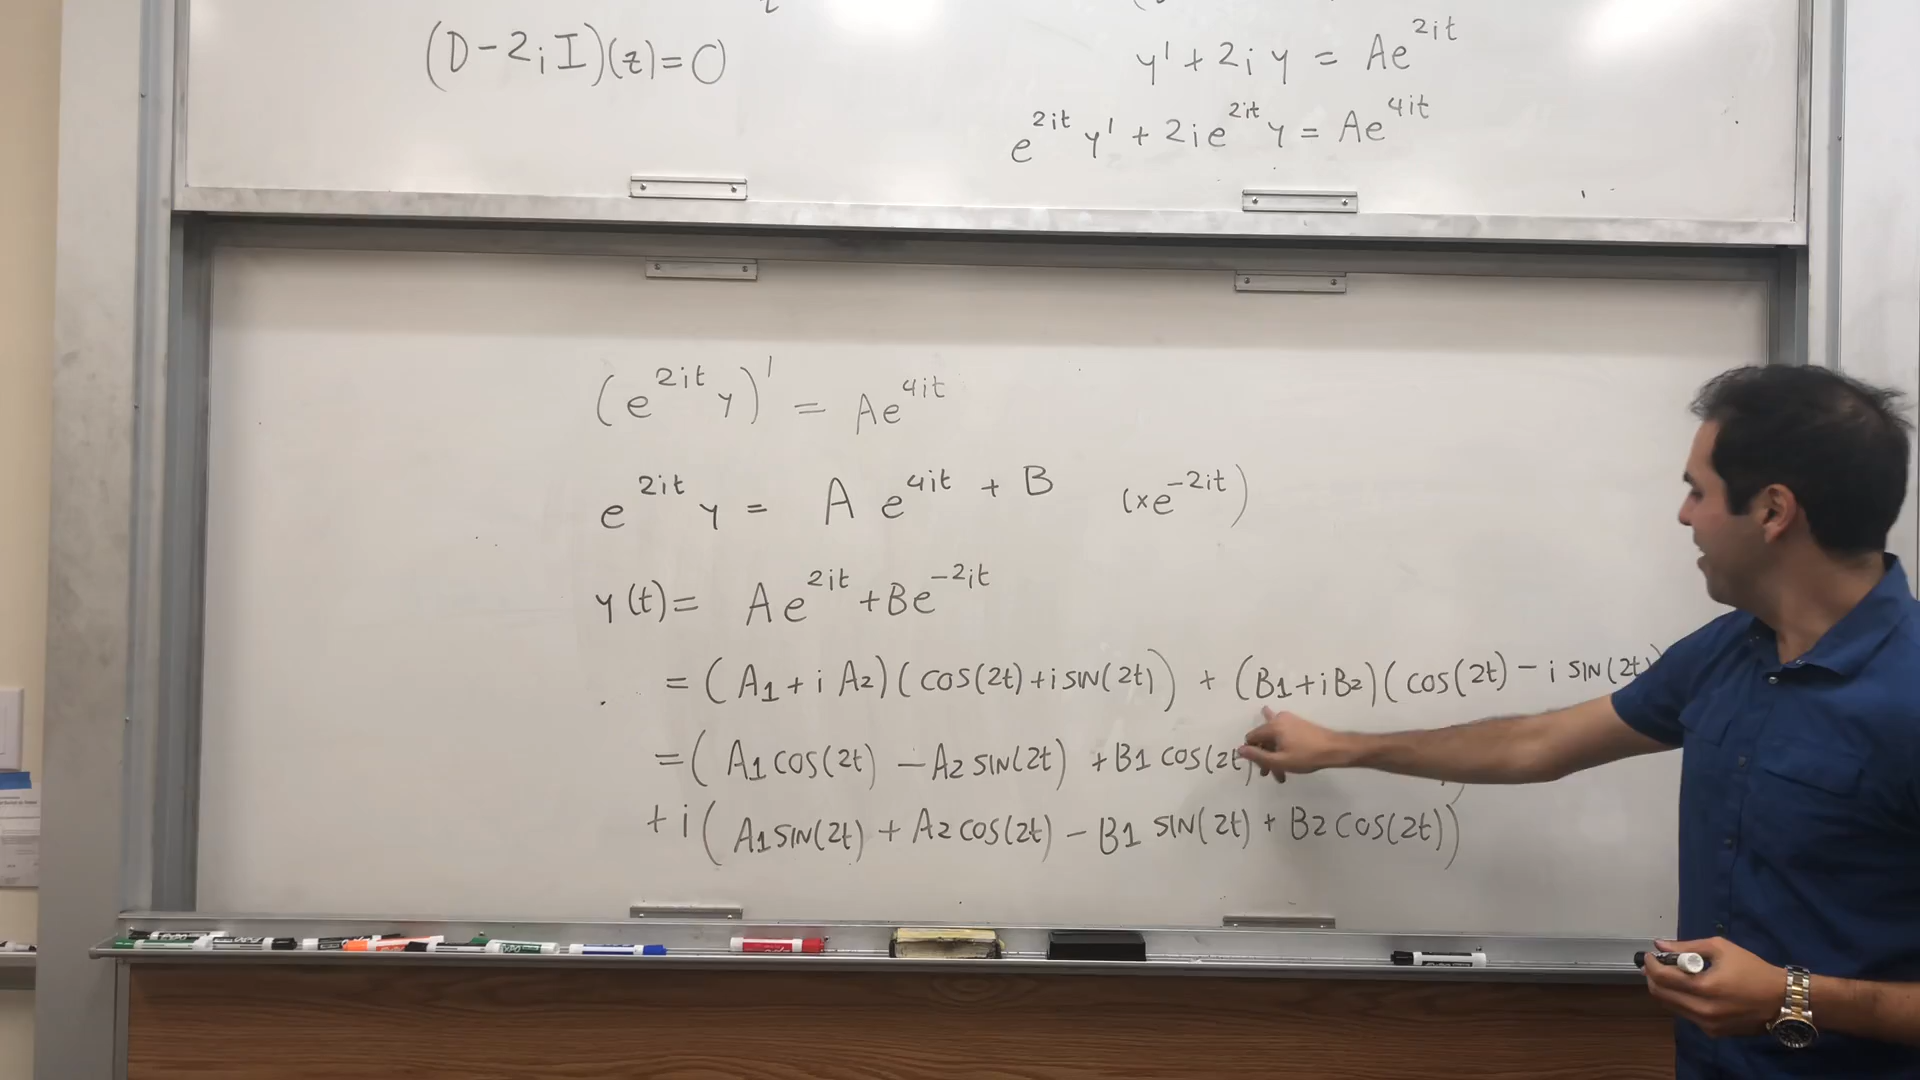 (D-2iI)(z)=0
y' + 2i y = Ae^{2it}
e^{2it} y' + 2ie^{2it} y = Ae^{4it}
(e^{2it} y)' = Ae^{4it}
e^{2it} y = A e^{4it} + B (×e^{-2it})
y(t)= Ae^{2it} +Be^{-2it}
=(A1+i A2)(cos(2t)+i sin(2t)) + (B1+iB2)(cos(2t) - i sin(2t)
=(A1 cos(2t) - A2 sin(2t) +B1 cos(2t)
+ i(A1 sin(2t) + A2 cos(2t) - B1 sin(2t) + B2 cos(2t))